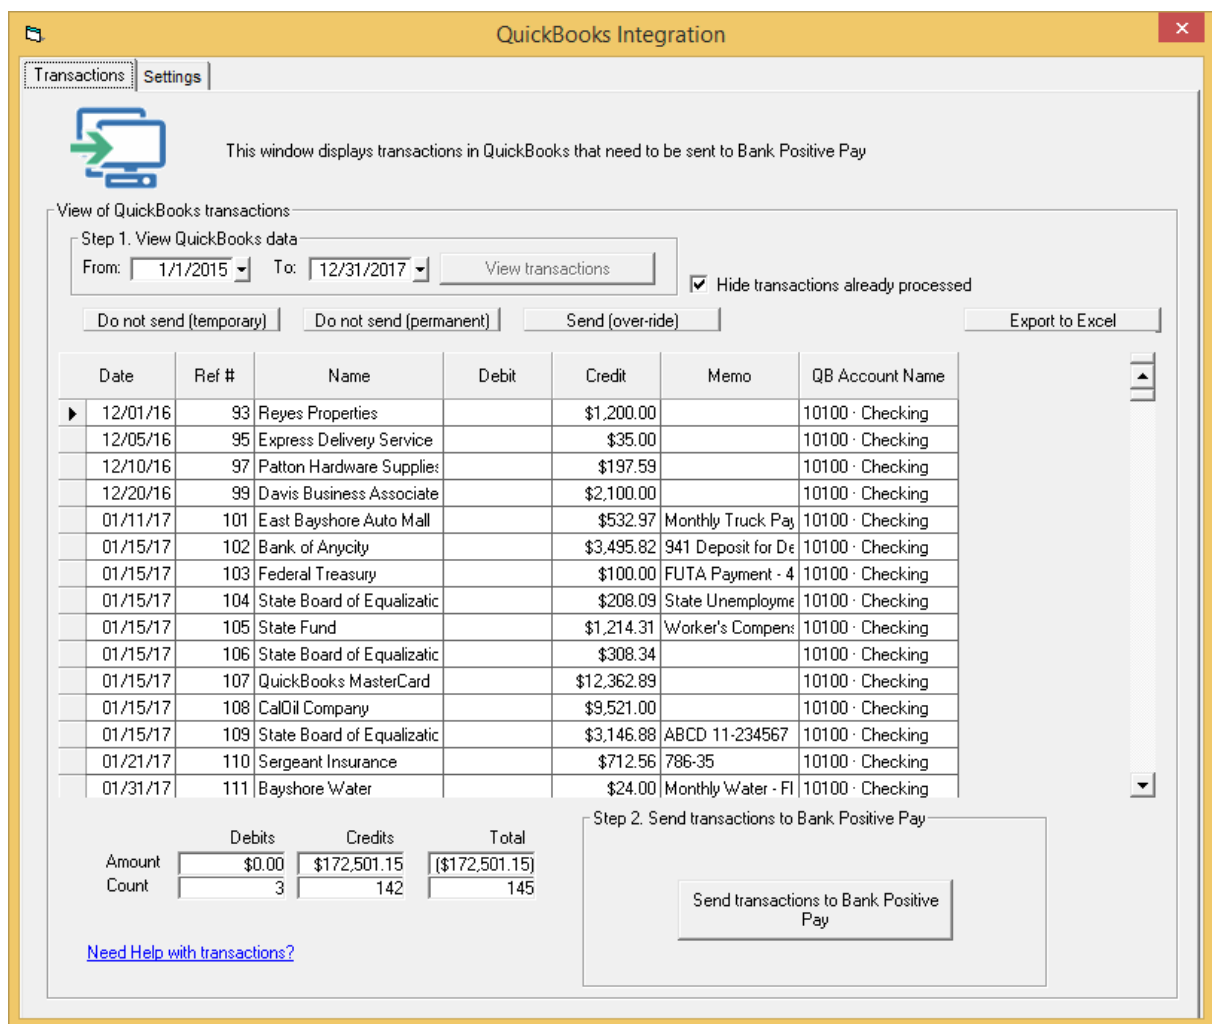 QuickBooks Integration
Transactions Settings
This window displays transactions in QuickBooks that need to be sent to Bank Positive Pay
View of QuickBooks transactions
Step 1. View QuickBooks data
From: 1/1/2015 To: 12/31/2017 View transactions
Hide transactions already processed
Do not send (temporary) Do not send (permanent) Send (over-ride) Export to Excel
Date Ref # Name Debit Credit Memo QB Account Name
12/01/16 93 Reyes Properties $1,200.00 10100 · Checking
12/05/16 95 Express Delivery Service $35.00 10100 · Checking
12/10/16 97 Patton Hardware Supplies $197.59 10100 · Checking
12/20/16 99 Davis Business Associate $2,100.00 10100 · Checking
01/11/17 101 East Bayshore Auto Mall $532.97 Monthly Truck Pay 10100 · Checking
01/15/17 102 Bank of Anycity $3,495.82 941 Deposit for De 10100 · Checking
01/15/17 103 Federal Treasury $100.00 FUTA Payment - 4 10100 · Checking
01/15/17 104 State Board of Equalizatic $208.09 State Unemployme 10100 · Checking
01/15/17 105 State Fund $1,214.31 Worker's Compens 10100 · Checking
01/15/17 106 State Board of Equalizatic $308.34 10100 · Checking
01/15/17 107 QuickBooks MasterCard $12,362.89 10100 · Checking
01/15/17 108 CalOil Company $9,521.00 10100 · Checking
01/15/17 109 State Board of Equalizatic $3,146.88 ABCD 11-234567 10100 · Checking
01/21/17 110 Sergeant Insurance $712.56 786-35 10100 · Checking
01/31/17 111 Bayshore Water $24.00 Monthly Water - Fl 10100 · Checking
Debits Credits Total
Amount $0.00 $172,501.15 ($172,501.15)
Count 3 142 145
Step 2. Send transactions to Bank Positive Pay
Send transactions to Bank Positive
Pay
Need Help with transactions?